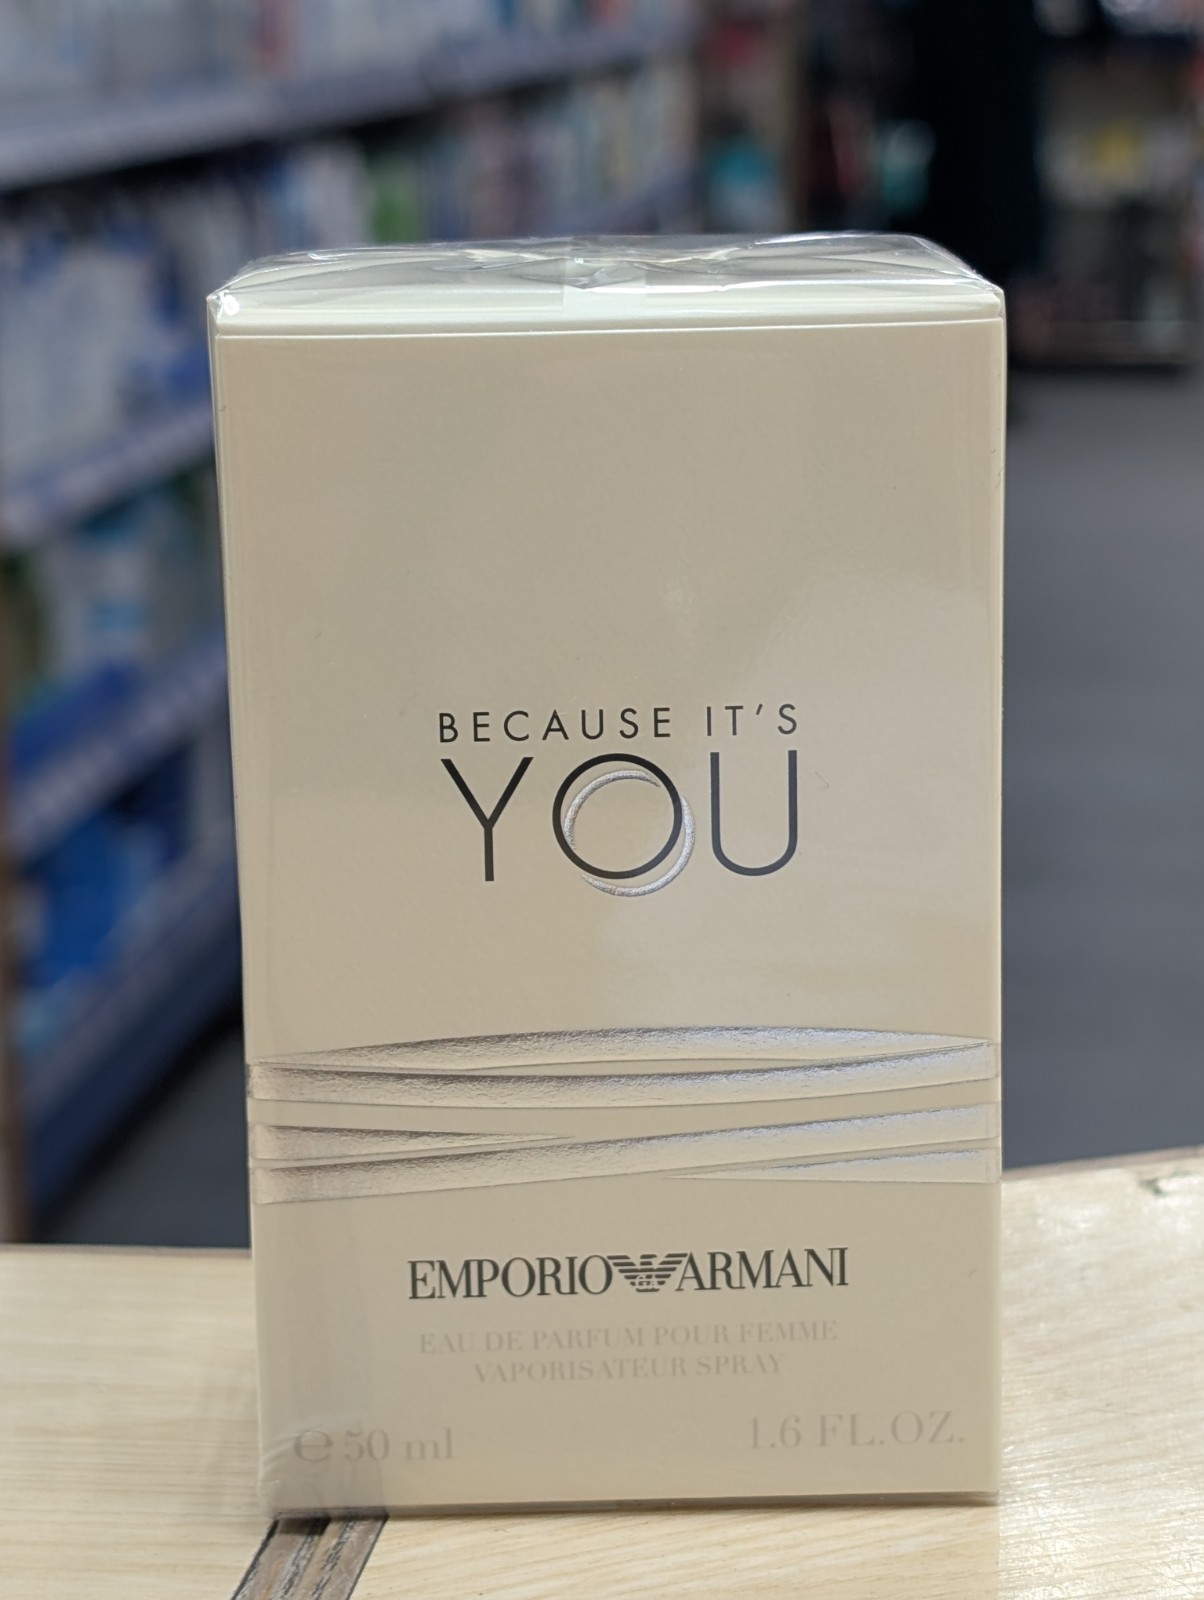 BECAUSE IT'S
YOU
EMPORIO ARMANI
EAU DE PARFUM POUR FEMME
VAPORISATEUR SPRAY
℮ 50 ml 1.6 FL.OZ.